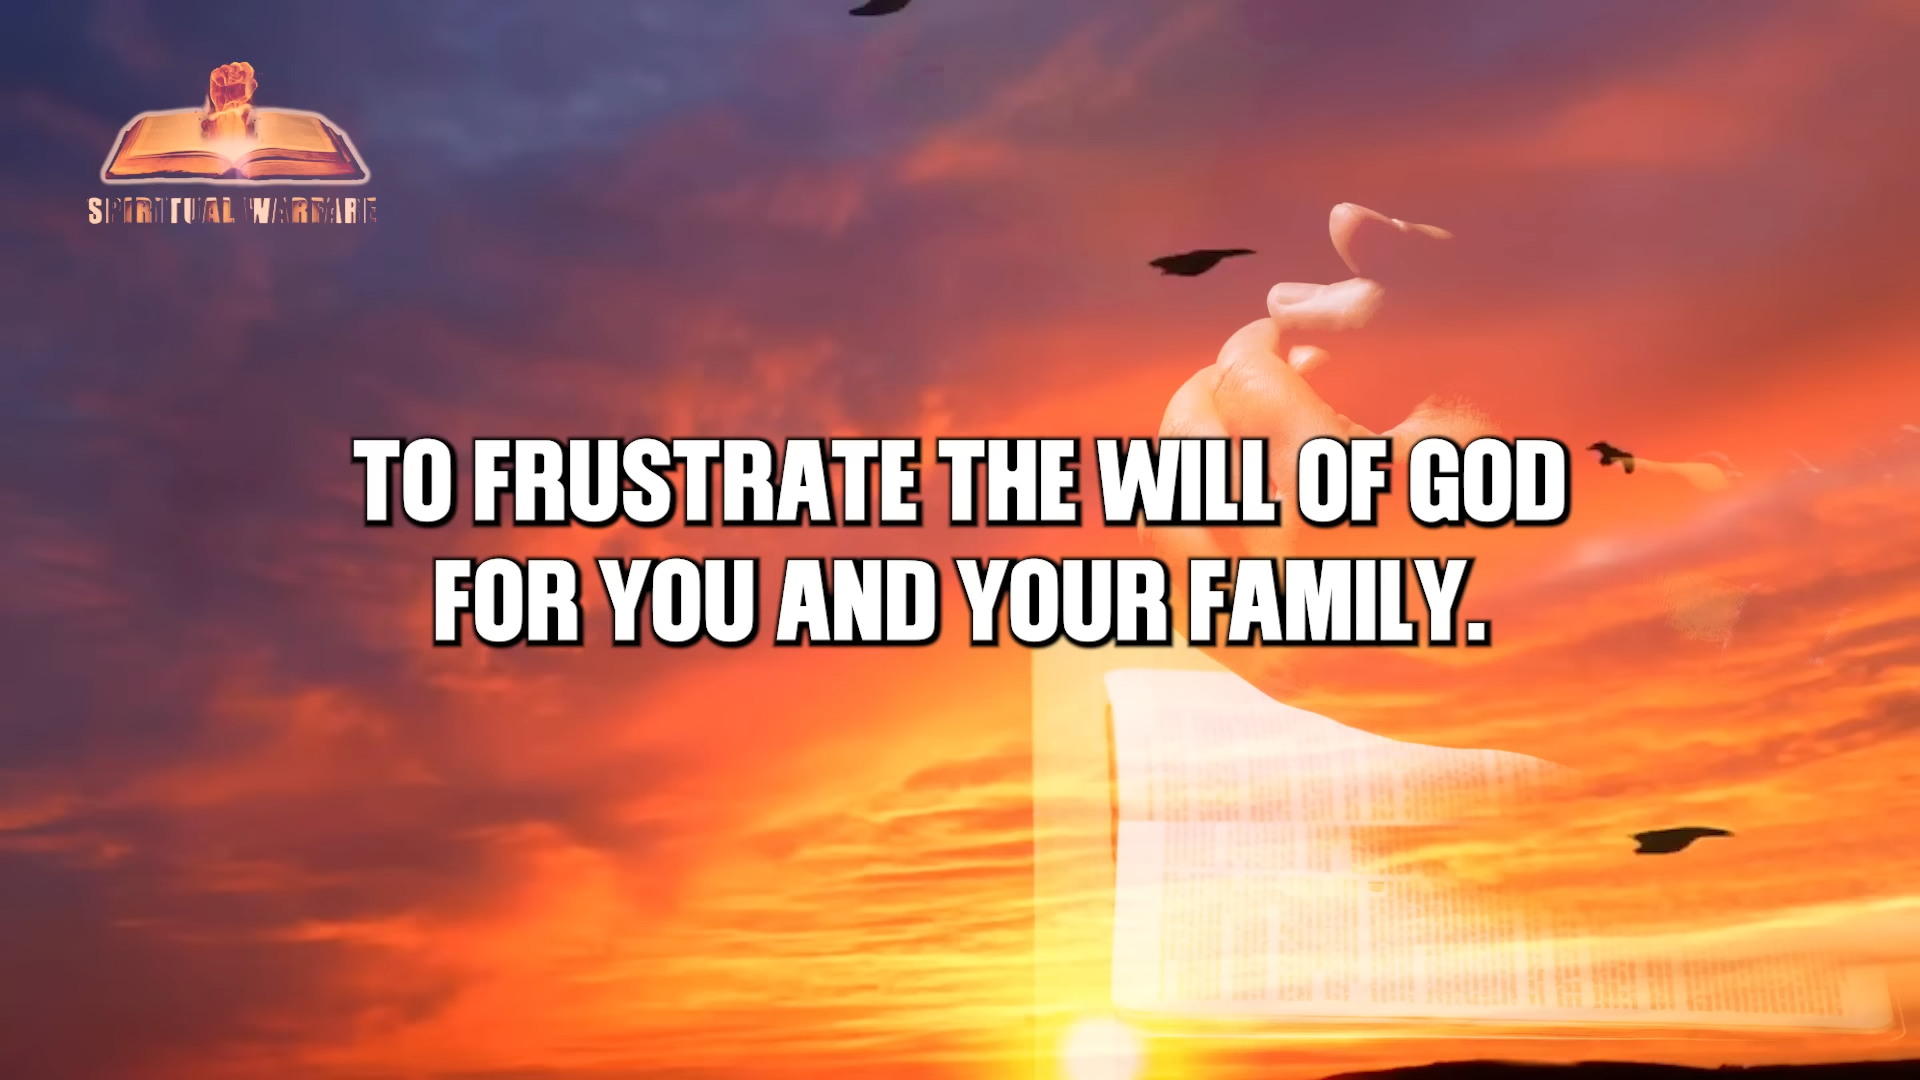 SPIRITUAL WARFARE
TO FRUSTRATE THE WILL OF GOD
FOR YOU AND YOUR FAMILY.